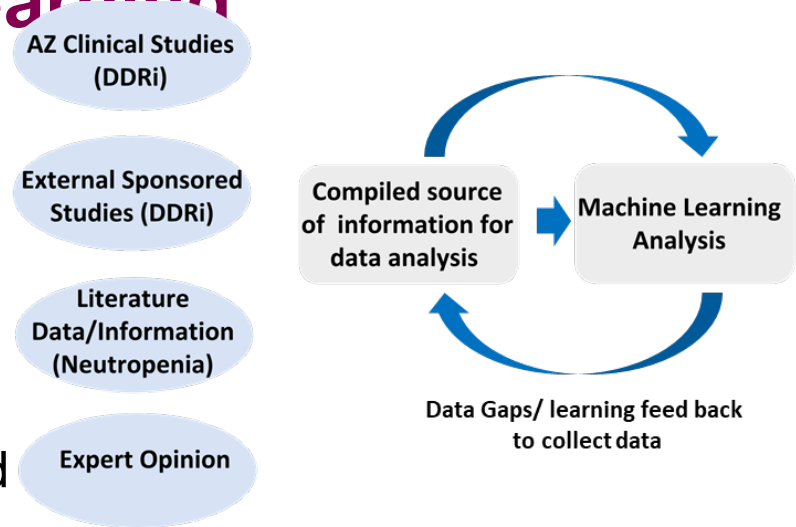 AZ Clinical Studies
(DDRi)
External Sponsored
Studies (DDRi)
Literature
Data/Information
(Neutropenia)
Expert Opinion
Compiled source
of information for
data analysis
Machine Learning
Analysis
Data Gaps/ learning feed back
to collect data